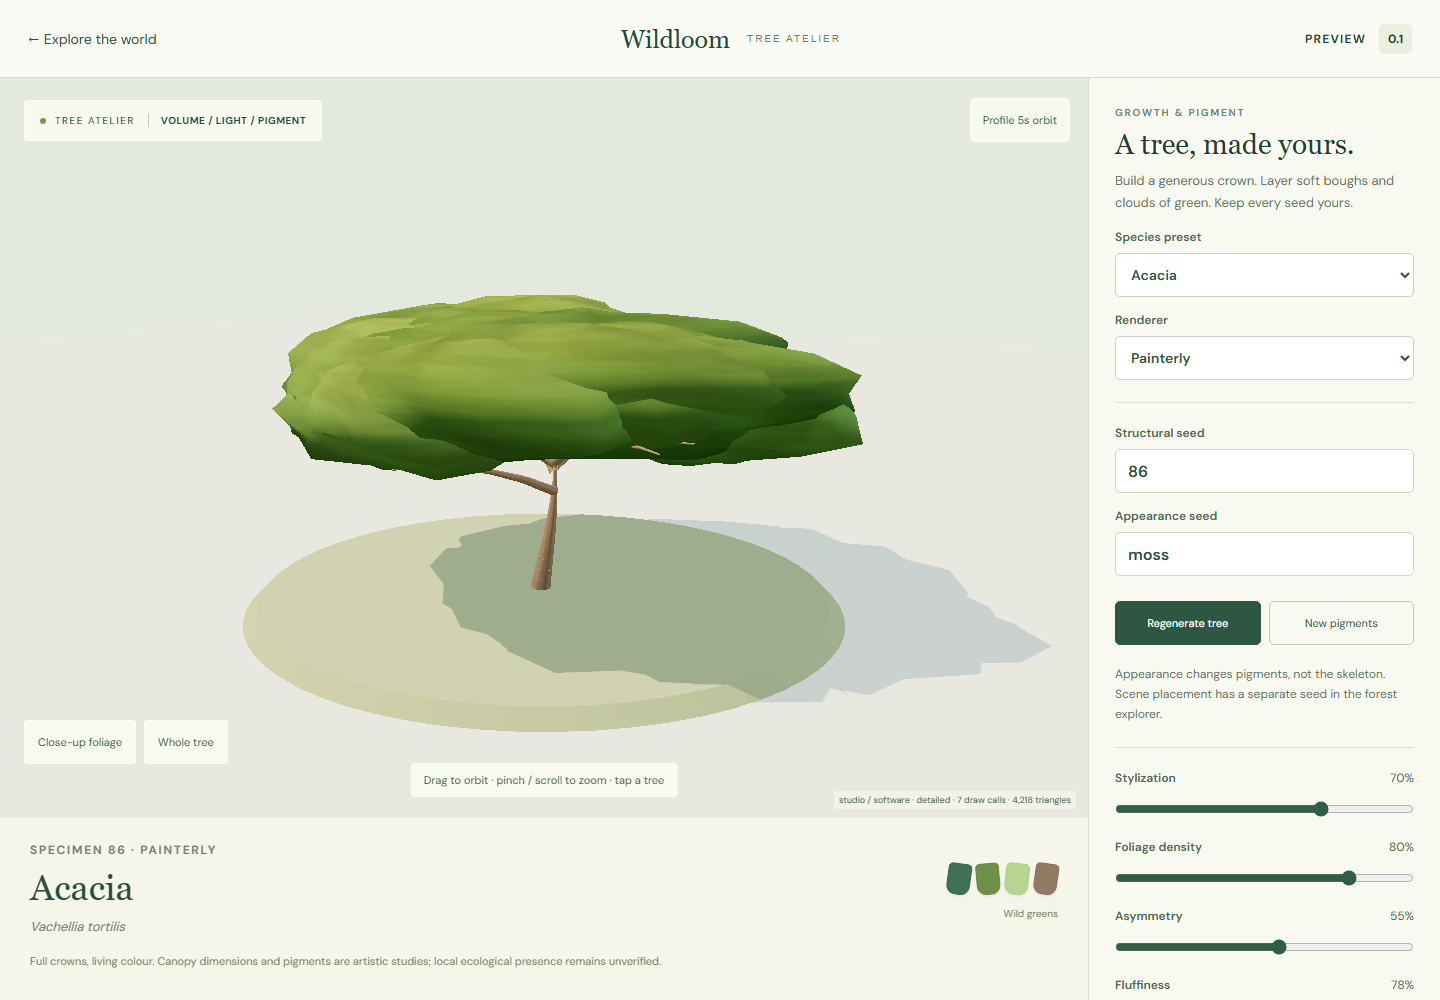 ← Explore the world
Wildloom TREE ATELIER
PREVIEW 0.1
TREE ATELIER VOLUME / LIGHT / PIGMENT
Profile 5s orbit
Close-up foliage
Whole tree
Drag to orbit · pinch / scroll to zoom · tap a tree
studio / software · detailed · 7 draw calls · 4,218 triangles
SPECIMEN 86 · PAINTERLY
Acacia
Vachellia tortilis
Full crowns, living colour. Canopy dimensions and pigments are artistic studies; local ecological presence remains unverified.
Wild greens
GROWTH & PIGMENT
A tree, made yours.
Build a generous crown. Layer soft boughs and
clouds of green. Keep every seed yours.
Species preset
Acacia
Renderer
Painterly
Structural seed
86
Appearance seed
moss
Regenerate tree
New pigments
Appearance changes pigments, not the skeleton.
Scene placement has a separate seed in the forest
explorer.
Stylization 70%
Foliage density 80%
Asymmetry 55%
Fluffiness 78%